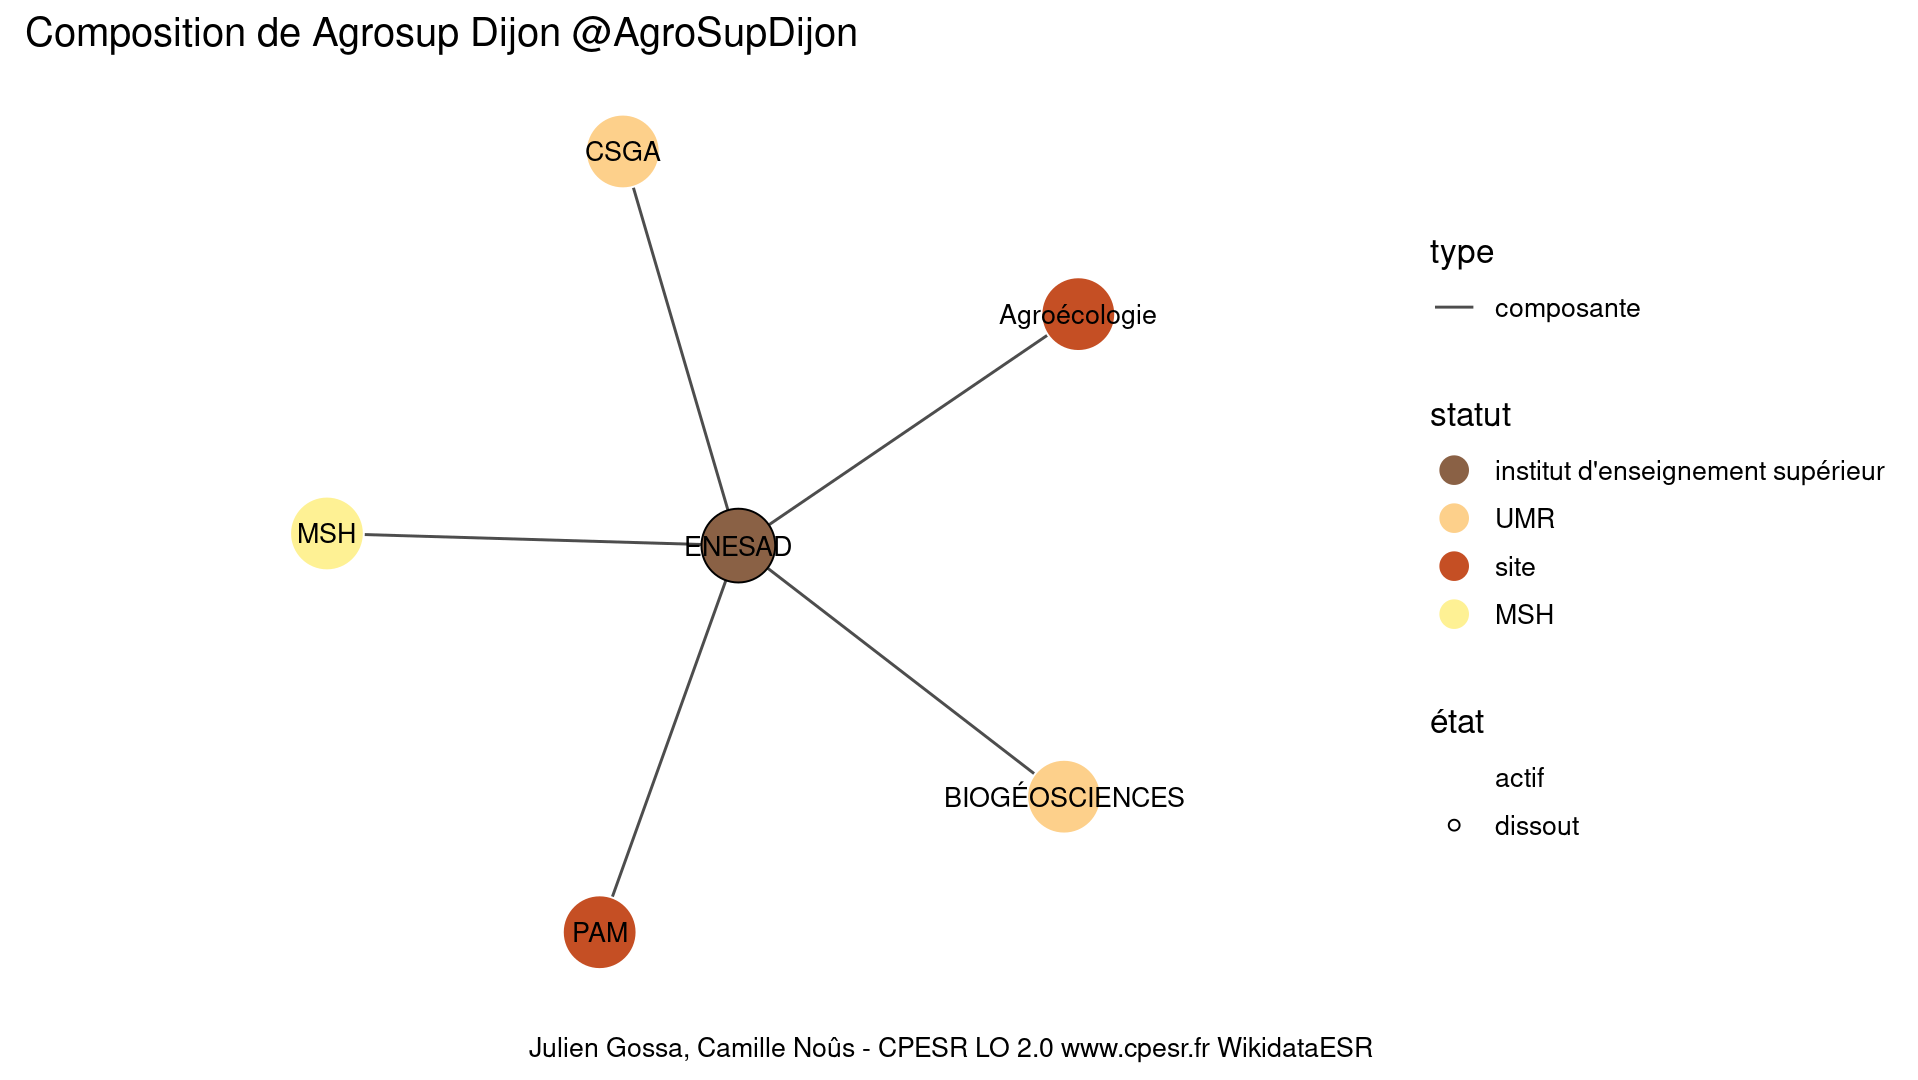 Composition de Agrosup Dijon @AgroSupDijon
CSGA
Agroécologie
MSH
ENESAD
BIOGÉOSCIENCES
PAM
type
composante
statut
institut d'enseignement supérieur
UMR
site
MSH
état
actif
dissout
Julien Gossa, Camille Noûs - CPESR LO 2.0 www.cpesr.fr WikidataESR